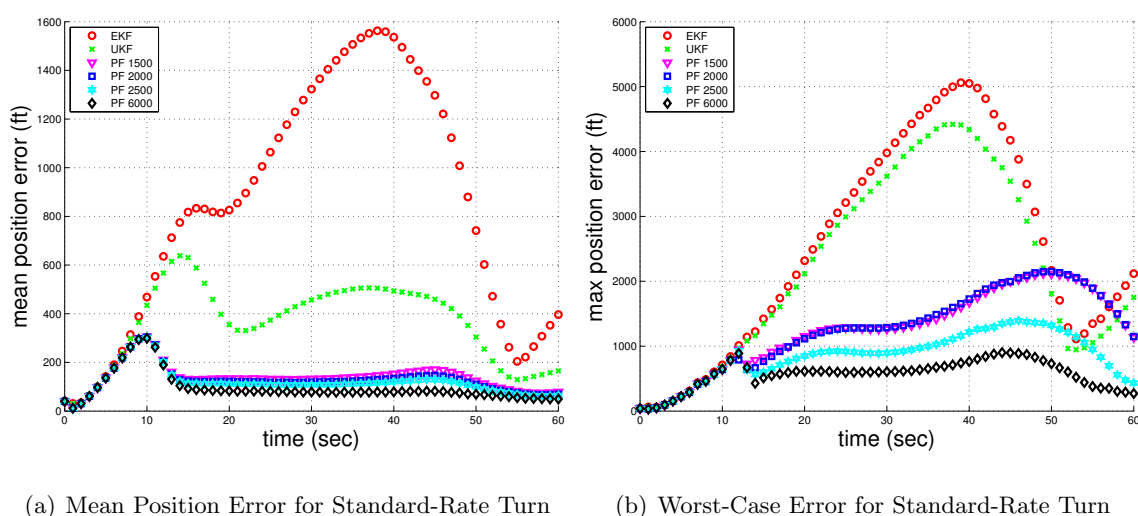 1600
1400
1200
1000
800
600
400
200
0
mean position error (ft)
EKF
UKF
PF 1500
PF 2000
PF 2500
PF 6000
0 10 20 30 40 50 60
time (sec)
(a) Mean Position Error for Standard-Rate Turn
6000
5000
4000
3000
2000
1000
0
max position error (ft)
EKF
UKF
PF 1500
PF 2000
PF 2500
PF 6000
0 10 20 30 40 50 60
time (sec)
(b) Worst-Case Error for Standard-Rate Turn